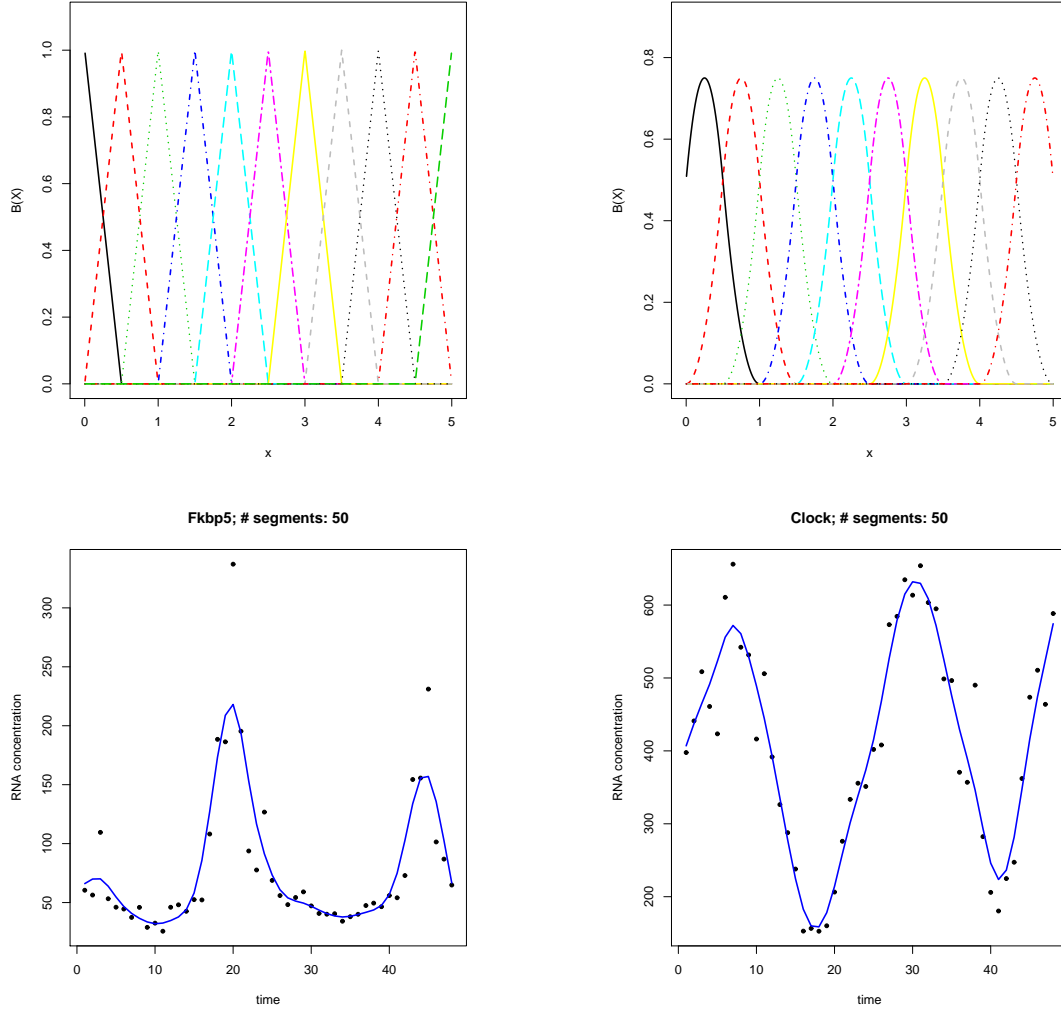 B(X)
0.0 0.2 0.4 0.6 0.8 1.0
0 1 2 3 4 5
x
B(X)
0.0 0.2 0.4 0.6 0.8
0 1 2 3 4 5
x
Fkbp5; # segments: 50
RNA concentration
50 100 150 200 250 300
0 10 20 30 40
time
Clock; # segments: 50
RNA concentration
200 300 400 500 600
0 10 20 30 40
time